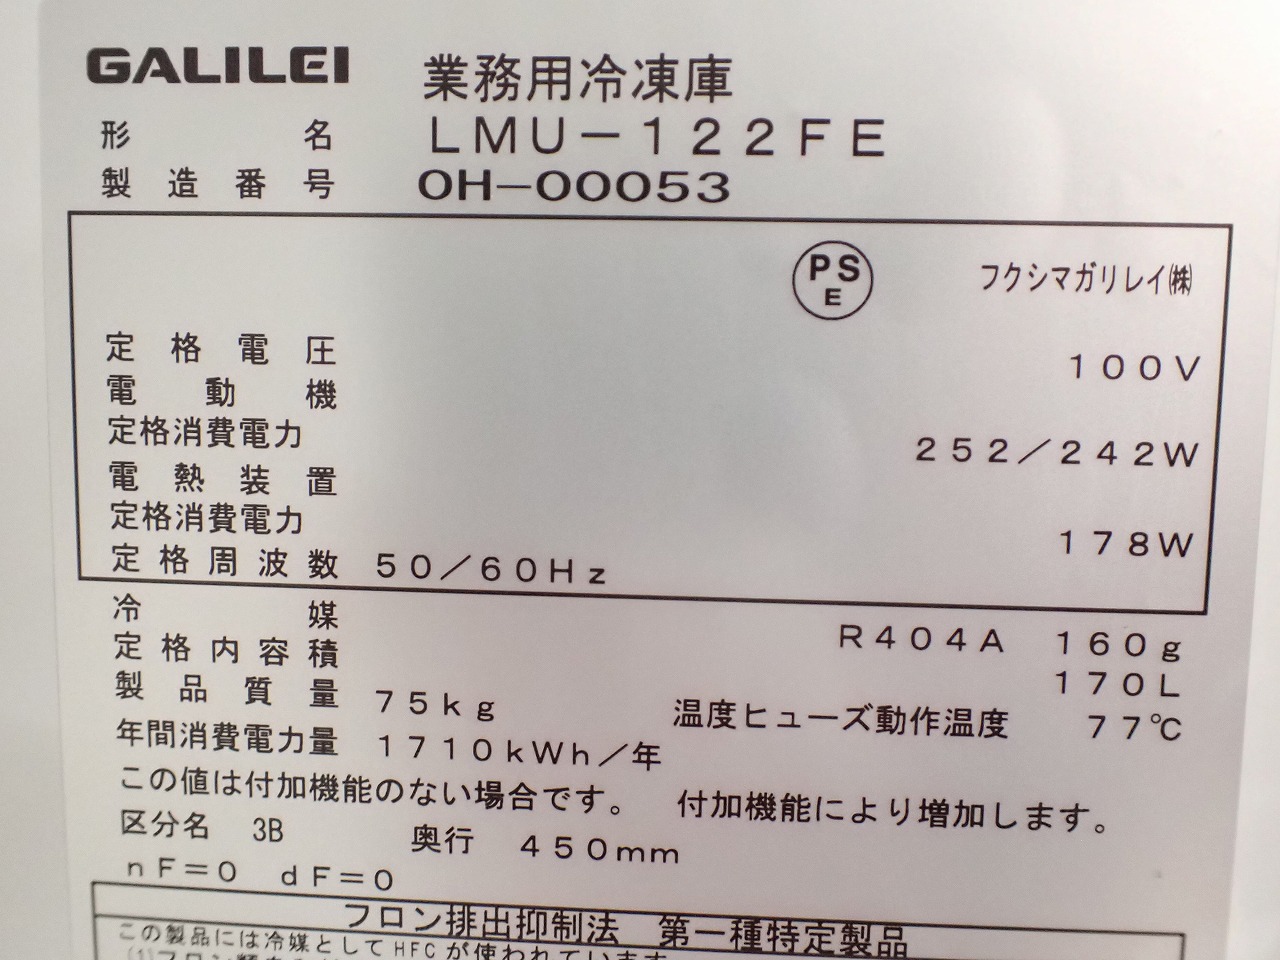 GALILEI 業務用冷凍庫
形名 LMU-122FE
製造番号 0H-00053
PS
E
フクシマガリレイ㈱
定格電圧 100V
電動機
定格消費電力 252/242W
電熱装置
定格消費電力 178W
定格周波数 50/60Hz
冷媒 R404A 160g
定格内容積 170L
製品質量 75kg 温度ヒューズ動作温度 77℃
年間消費電力量 1710kWh/年
この値は付加機能のない場合です。 付加機能により増加します。
区分名 3B 奥行 450mm
nF=0 dF=0
フロン排出抑制法 第一種特定製品
この製品には冷媒としてHFCが使われています